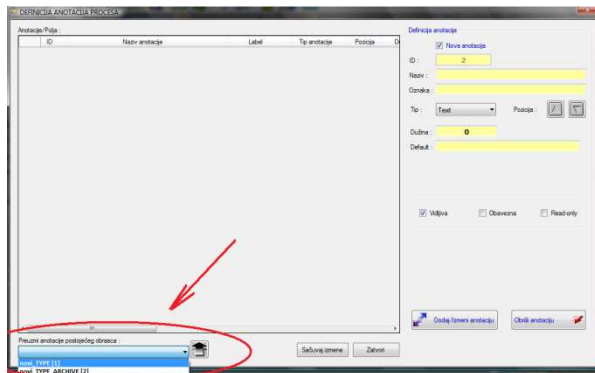 DEFINICIJA ANOTACIJA PROCESA
Anotacije/Polja :
ID Naziv anotacije Label Tip anotacije Pozicija D
Definicija anotacije
Nova anotacija
ID : 2
Naziv :
Oznaka :
Tip : Text Pozicija :
Dužina : 0
Default :
Vidljiva Obavezna Read-only
Dodaj/Izmeni anotaciju Obriši anotaciju
Preuzmi anotacije postojećeg obrasca :
Sačuvaj izmene Zatvori
novi_TYPE [1]
novi_TYPE_ARCHIVE [2]